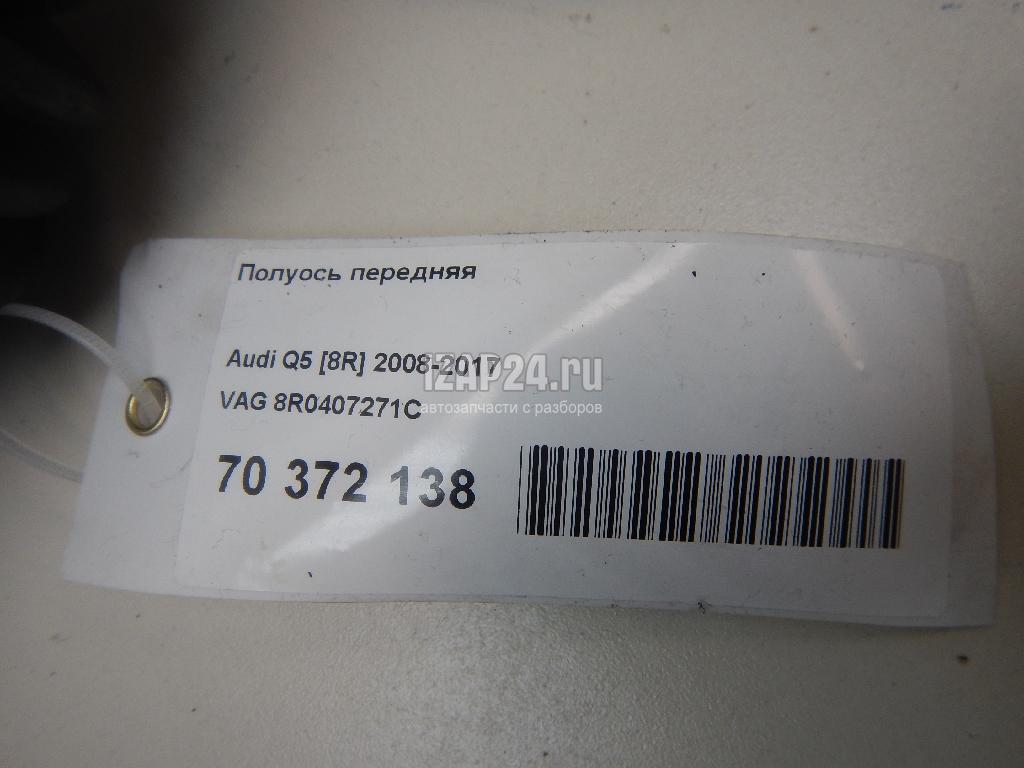 Полуось передняя
Audi Q5 [8R] 2008-2017
VAG 8R0407271C
70 372 138
IZAP24.ru
автозапчасти с разборов